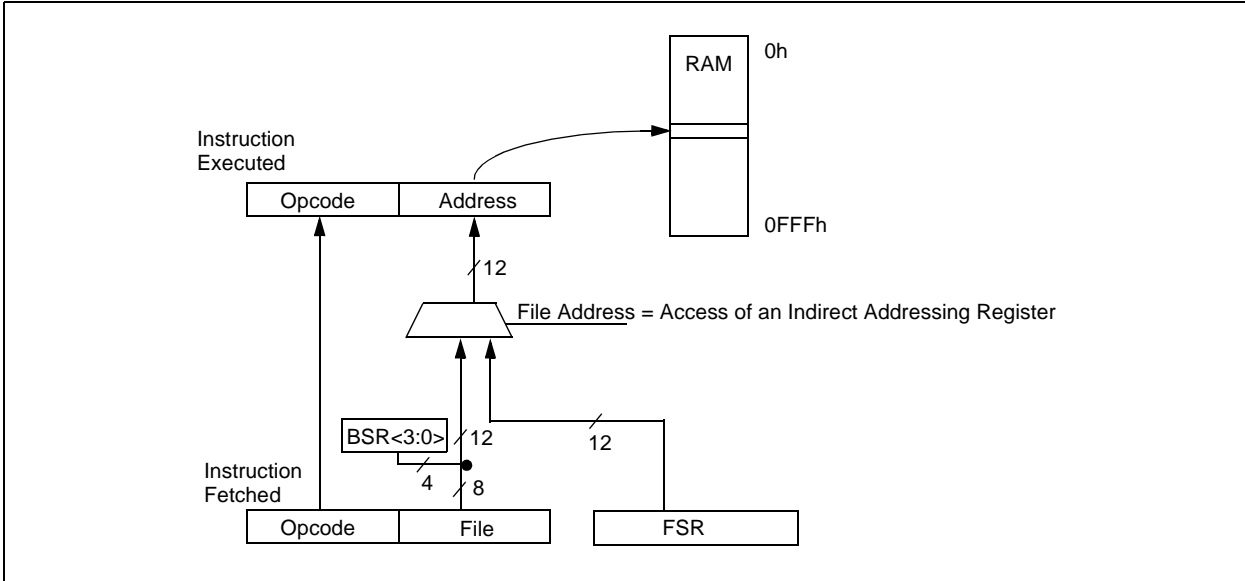 RAM
0h
Instruction
Executed
Opcode
Address
0FFFh
12
File Address = Access of an Indirect Addressing Register
BSR<3:0>
12
12
4
8
Instruction
Fetched
Opcode
File
FSR